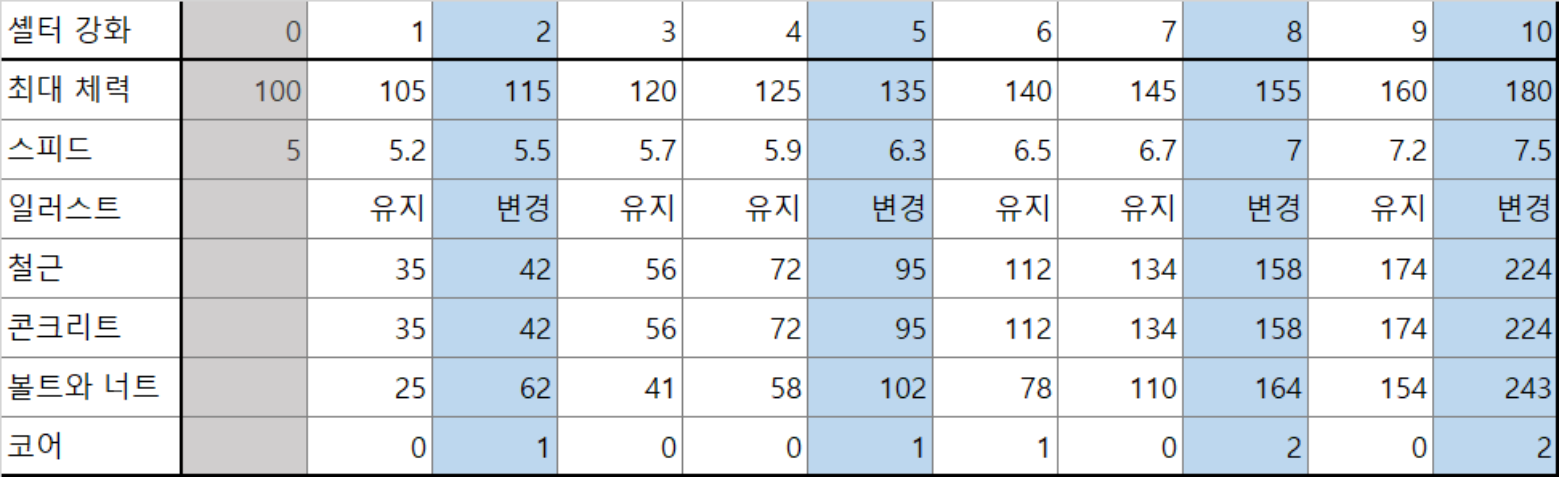 셸터 강화 0 1 2 3 4 5 6 7 8 9 10
최대 체력 100 105 115 120 125 135 140 145 155 160 180
스피드 5 5.2 5.5 5.7 5.9 6.3 6.5 6.7 7 7.2 7.5
일러스트 유지 변경 유지 유지 변경 유지 유지 변경 유지 변경
철근 35 42 56 72 95 112 134 158 174 224
콘크리트 35 42 56 72 95 112 134 158 174 224
볼트와 너트 25 62 41 58 102 78 110 164 154 243
코어 0 1 0 0 1 1 0 2 0 2